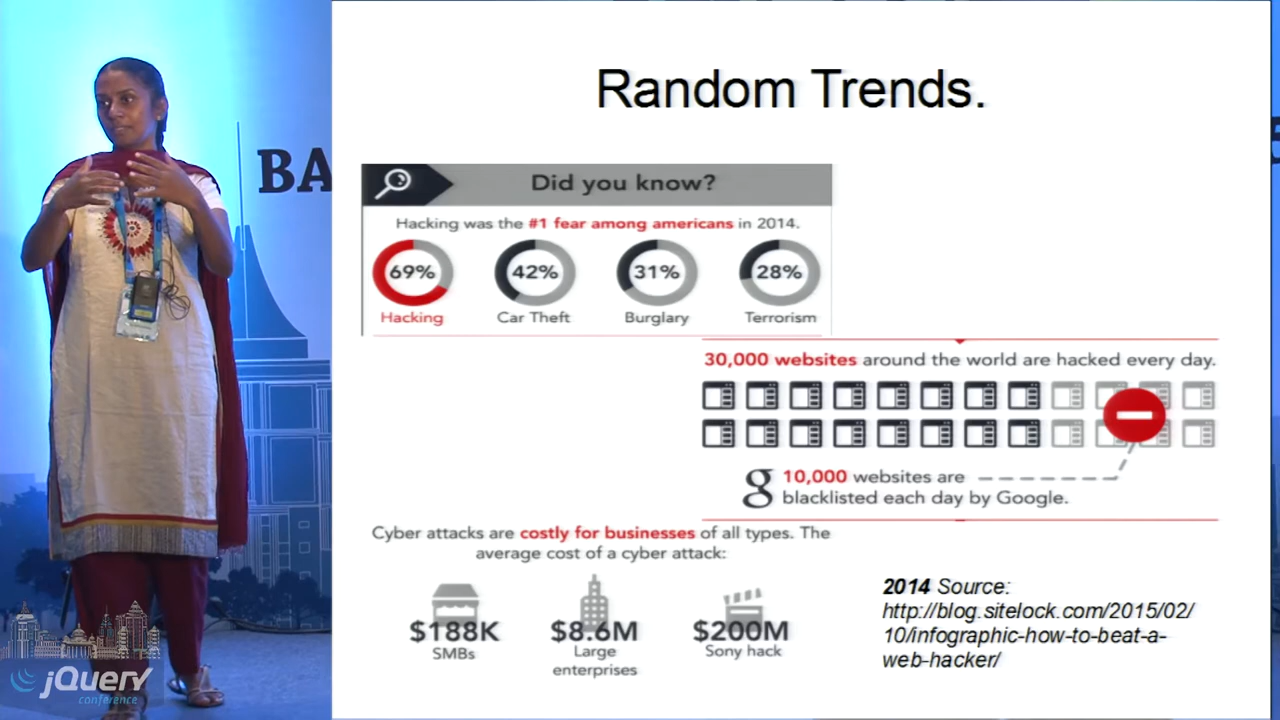 Random Trends.
BA
Did you know?
Hacking was the #1 fear among americans in 2014.
69% 42% 31% 28%
Hacking Car Theft Burglary Terrorism
30,000 websites around the world are hacked every day.
g 10,000 websites are
blacklisted each day by Google.
Cyber attacks are costly for businesses of all types. The
average cost of a cyber attack:
$188K $8.6M $200M
SMBs Large Sony hack
enterprises
2014 Source:
http://blog.sitelock.com/2015/02/
10/infographic-how-to-beat-a-
web-hacker/
jQuery
conference